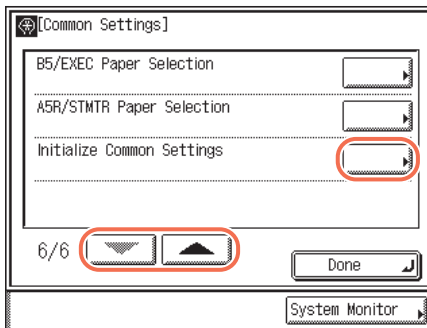 [Common Settings]
B5/EXEC Paper Selection
A5R/STMTR Paper Selection
Initialize Common Settings
6/6
Done
System Monitor